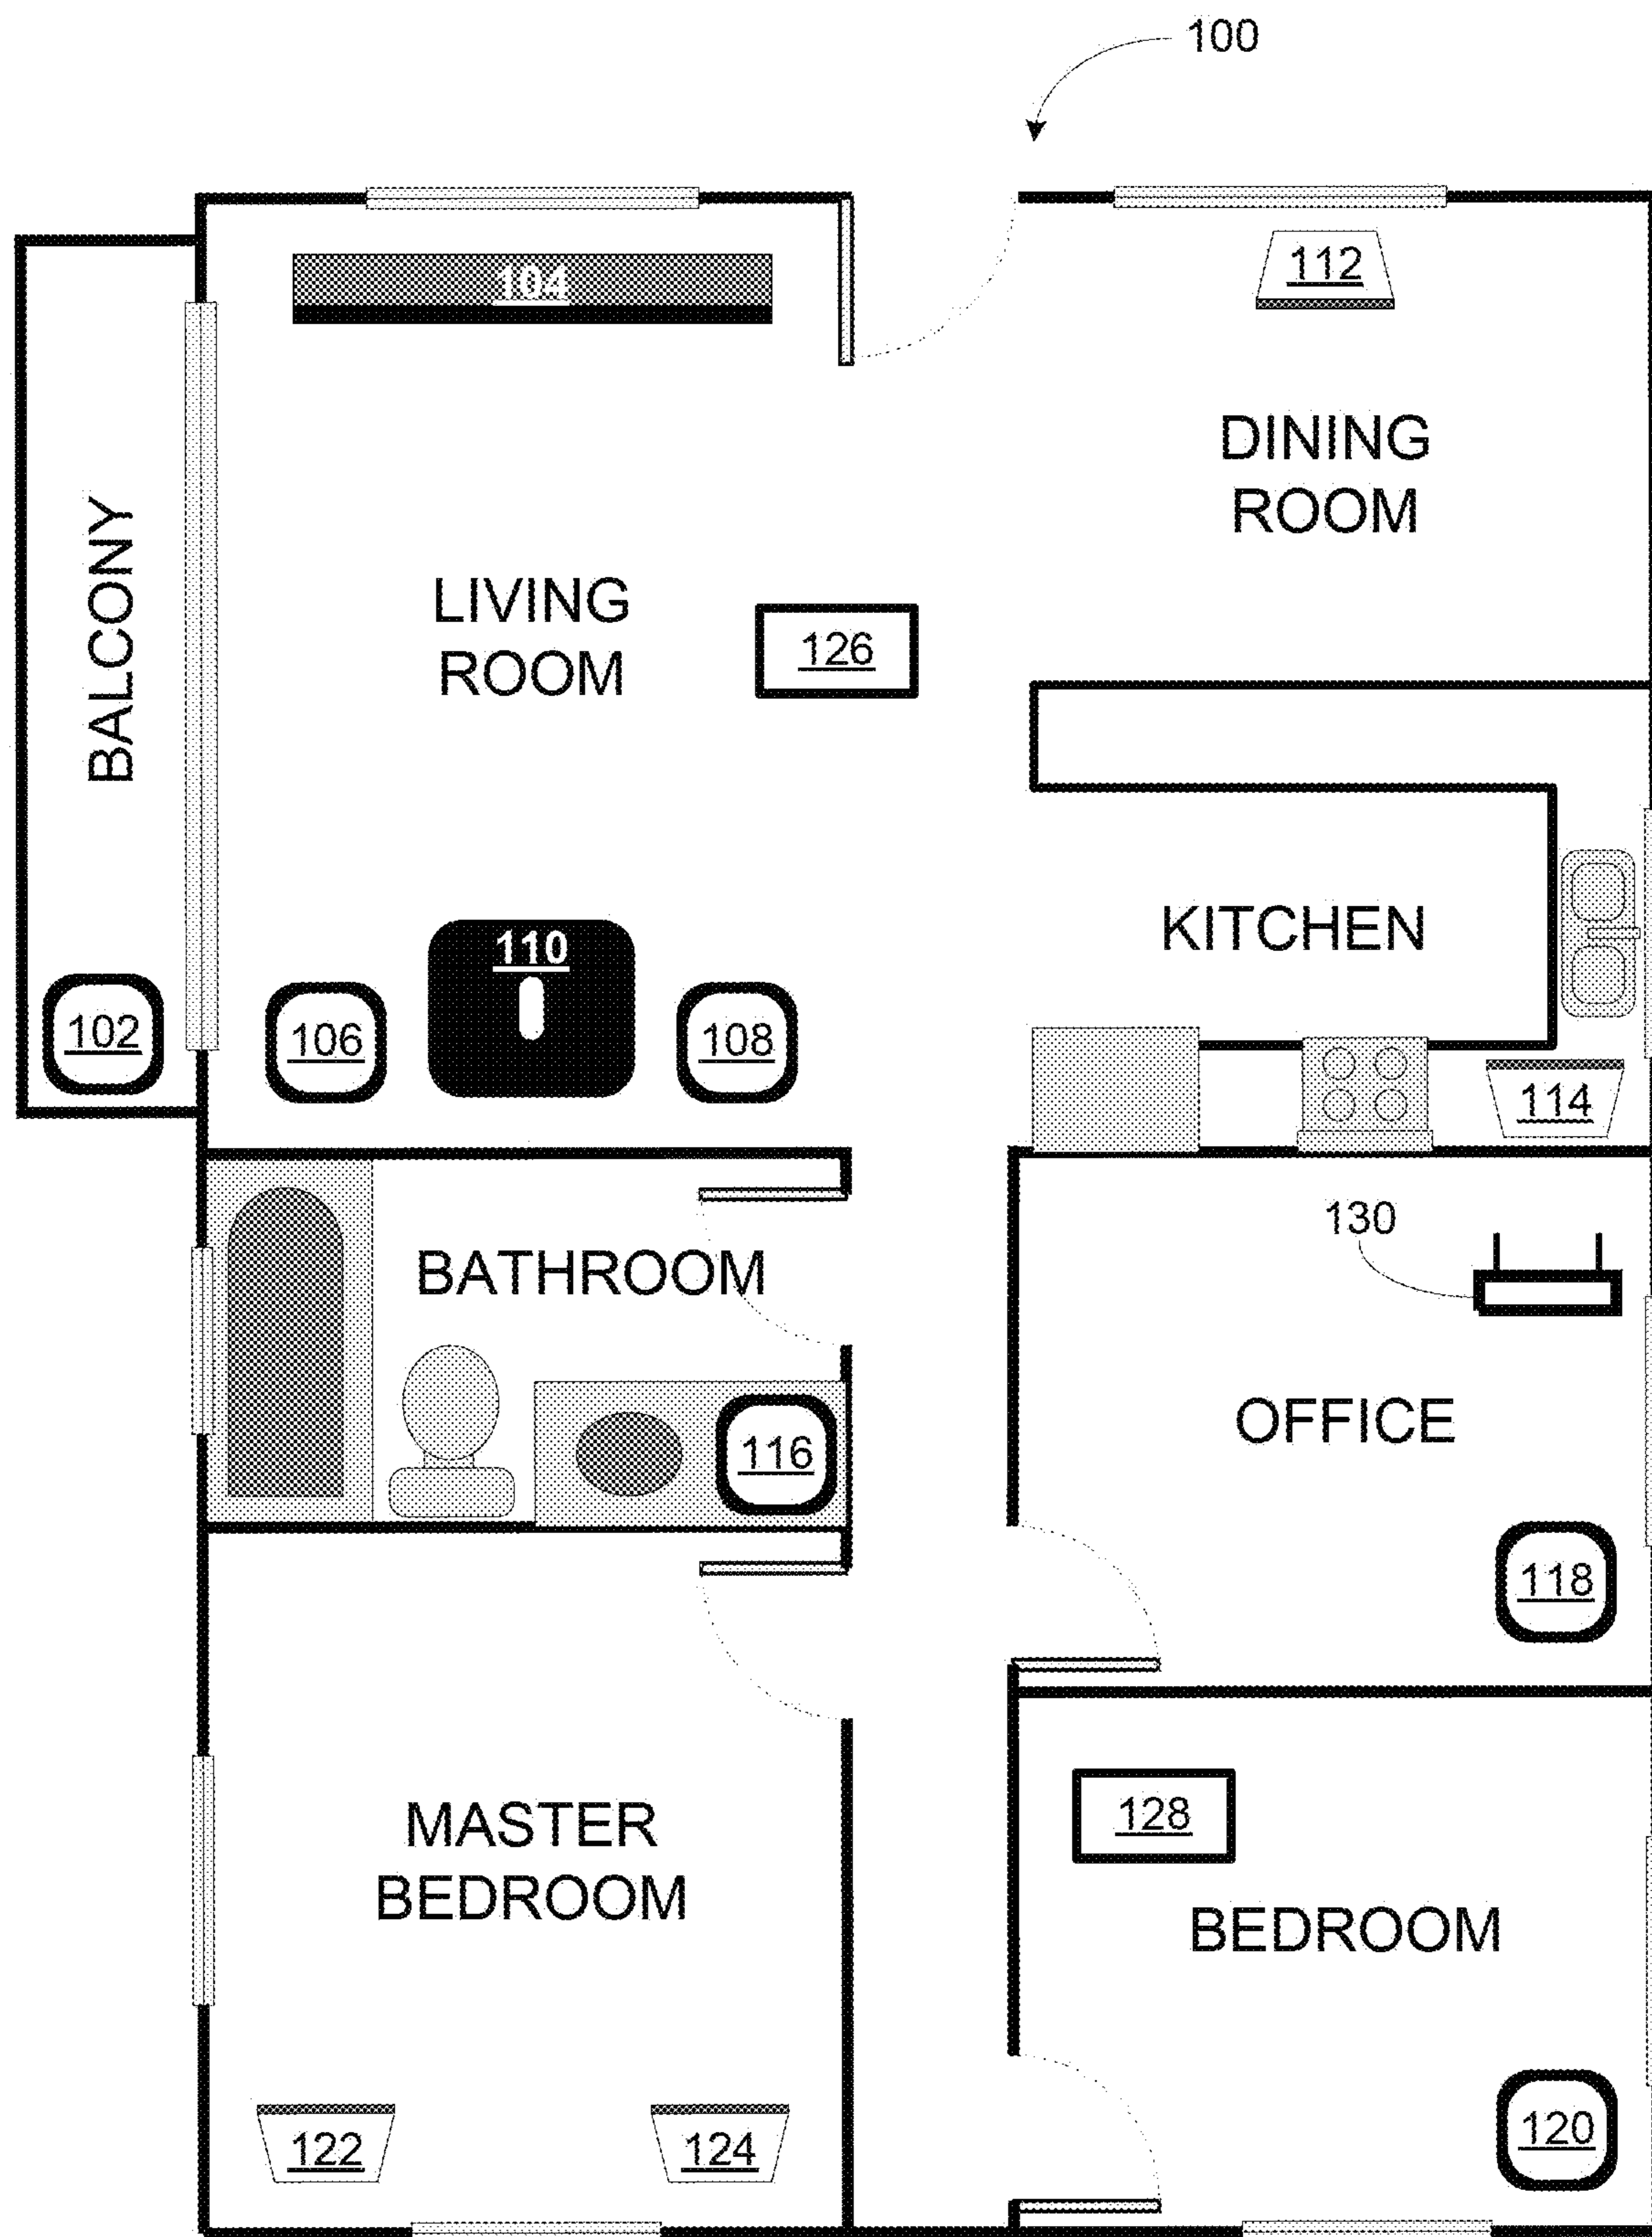 100
104
112
DINING
ROOM
BALCONY
LIVING
ROOM
126
KITCHEN
110
102
106
108
114
130
BATHROOM
OFFICE
116
118
128
MASTER
BEDROOM
BEDROOM
122
124
120